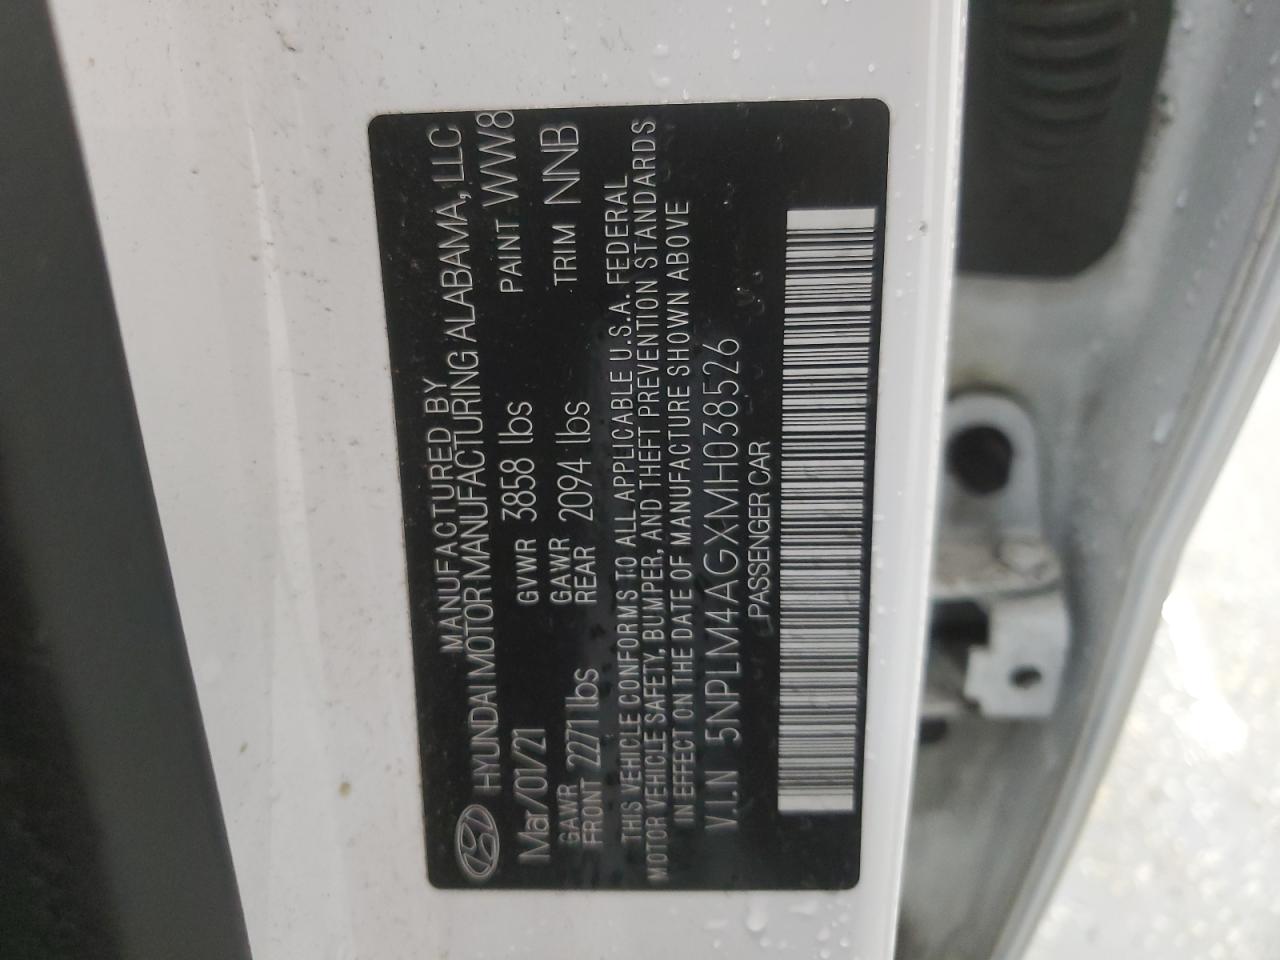 MANUFACTURED BY
HYUNDAI MOTOR MANUFACTURING ALABAMA, LLC
Mar/01/21 GVWR 3858 lbs PAINT WW8
GAWR FRONT 2271 lbs GAWR REAR 2094 lbs TRIM NNB
THIS VEHICLE CONFORMS TO ALL APPLICABLE U.S.A. FEDERAL
MOTOR VEHICLE SAFETY, BUMPER, AND THEFT PREVENTION STANDARDS
IN EFFECT ON THE DATE OF MANUFACTURE SHOWN ABOVE
V.I.N 5NPLM4AGXMH038526
PASSENGER CAR